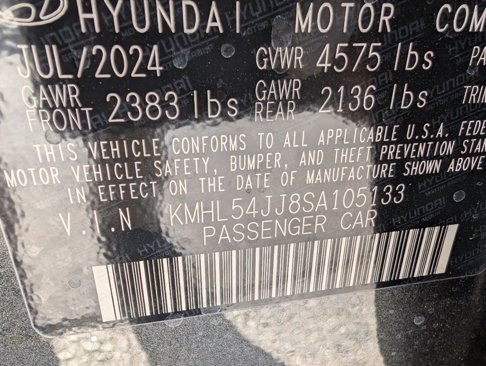 HYUNDAI MOTOR COM
JUL/2024 GVWR 4575 lbs PA
GAWR FRONT 2383 lbs GAWR REAR 2136 lbs TRIM
THIS VEHICLE CONFORMS TO ALL APPLICABLE U.S.A. FEDE
MOTOR VEHICLE SAFETY, BUMPER, AND THEFT PREVENTION STAN
IN EFFECT ON THE DATE OF MANUFACTURE SHOWN ABOVE
V.I.N KMHL54JJ8SA105133
PASSENGER CAR